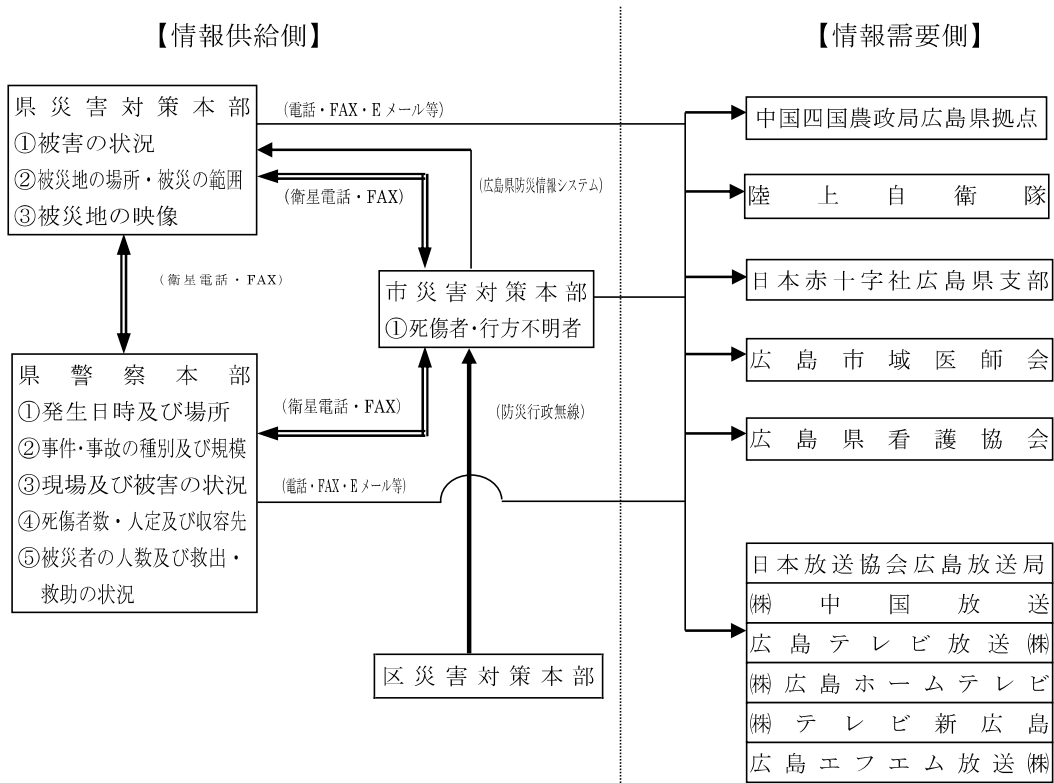 【情報供給側】
【情報需要側】
県災害対策本部
①被害の状況
②被災地の場所・被災の範囲
③被災地の映像
(電話・FAX・Eメール等)
(衛星電話・FAX)
(広島県防災情報システム)
(衛星電話・FAX)
市災害対策本部
①死傷者・行方不明者
県警察本部
①発生日時及び場所
②事件・事故の種別及び規模
③現場及び被害の状況
④死傷者数・人定及び収容先
⑤被災者の人数及び救出・
救助の状況
(衛星電話・FAX)
(防災行政無線)
(電話・FAX・Eメール等)
区災害対策本部
中国四国農政局広島県拠点
陸上自衛隊
日本赤十字社広島県支部
広島市域医師会
広島県看護協会
日本放送協会広島放送局
㈱中国放送
広島テレビ放送㈱
㈱広島ホームテレビ
㈱テレビ新広島
広島エフエム放送㈱